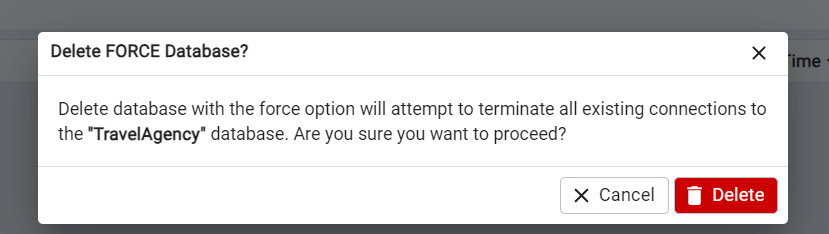 Delete FORCE Database?
Time
Delete database with the force option will attempt to terminate all existing connections to
the "TravelAgency" database. Are you sure you want to proceed?
Cancel
Delete